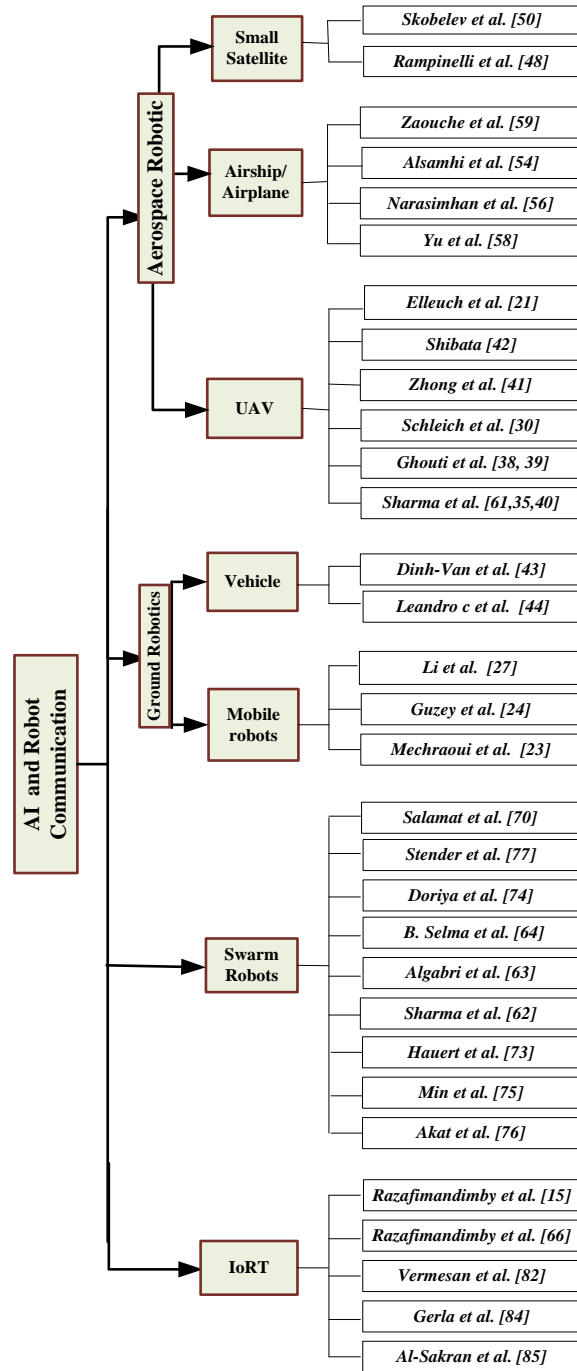 AI and Robot
Communication
Aerospace Robotic
Small
Satellite
Skobelev et al. [50]
Rampinelli et al. [48]
Airship/
Airplane
Zaouche et al. [59]
Alsamhi et al. [54]
Narasimhan et al. [56]
Yu et al. [58]
UAV
Elleuch et al. [21]
Shibata [42]
Zhong et al. [41]
Schleich et al. [30]
Ghouti et al. [38, 39]
Sharma et al. [61,35,40]
Ground Robotics
Vehicle
Dinh-Van et al. [43]
Leandro c et al. [44]
Mobile
robots
Li et al. [27]
Guzey et al. [24]
Mechraoui et al. [23]
Swarm
Robots
Salamat et al. [70]
Stender et al. [77]
Doriya et al. [74]
B. Selma et al. [64]
Algabri et al. [63]
Sharma et al. [62]
Hauert et al. [73]
Min et al. [75]
Akat et al. [76]
IoRT
Razafimandimby et al. [15]
Razafimandimby et al. [66]
Vermesan et al. [82]
Gerla et al. [84]
Al-Sakran et al. [85]